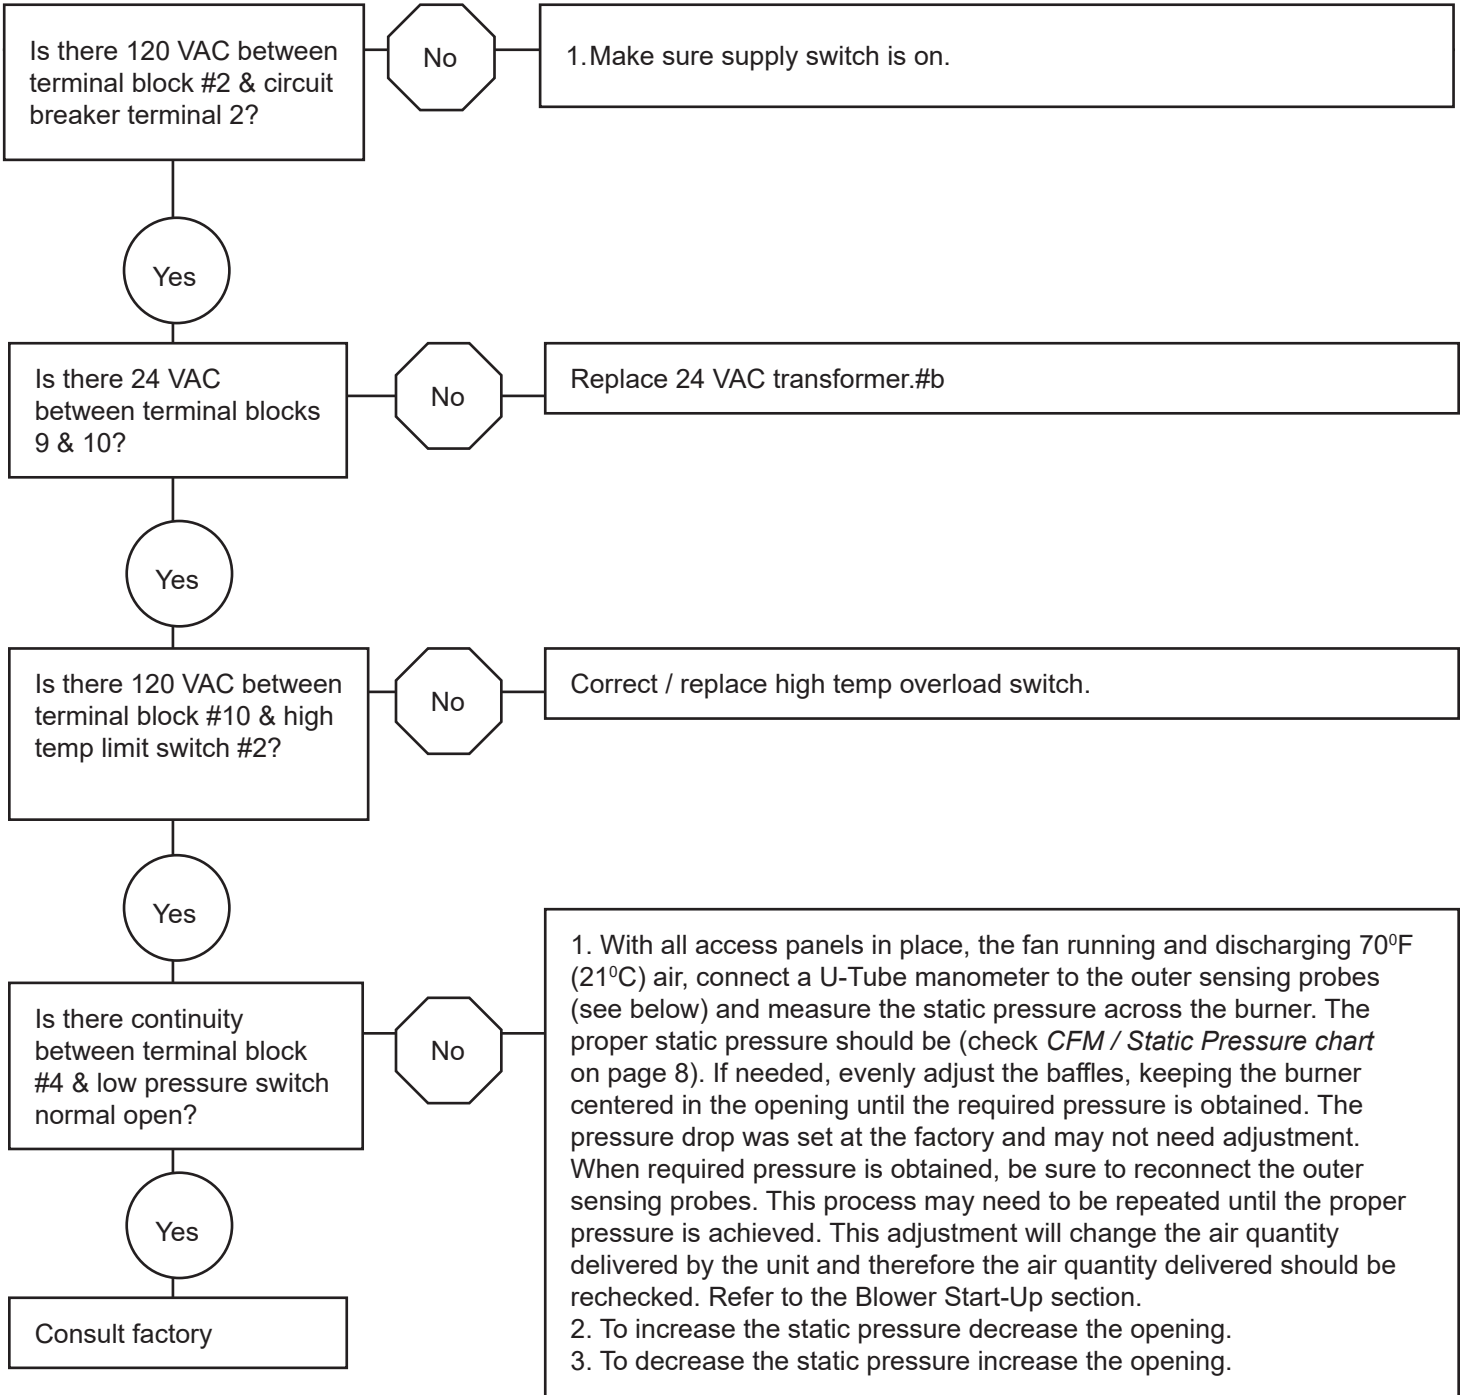 Is there 120 VAC between
terminal block #2 & circuit
breaker terminal 2?
No
1.Make sure supply switch is on.
Yes
Is there 24 VAC
between terminal blocks
9 & 10?
No
Replace 24 VAC transformer.#b
Yes
Is there 120 VAC between
terminal block #10 & high
temp limit switch #2?
No
Correct / replace high temp overload switch.
Yes
Is there continuity
between terminal block
#4 & low pressure switch
normal open?
No
1. With all access panels in place, the fan running and discharging 70⁰F
(21⁰C) air, connect a U-Tube manometer to the outer sensing probes
(see below) and measure the static pressure across the burner. The
proper static pressure should be (check CFM / Static Pressure chart
on page 8). If needed, evenly adjust the baffles, keeping the burner
centered in the opening until the required pressure is obtained. The
pressure drop was set at the factory and may not need adjustment.
When required pressure is obtained, be sure to reconnect the outer
sensing probes. This process may need to be repeated until the proper
pressure is achieved. This adjustment will change the air quantity
delivered by the unit and therefore the air quantity delivered should be
rechecked. Refer to the Blower Start-Up section.
2. To increase the static pressure decrease the opening.
3. To decrease the static pressure increase the opening.
Yes
Consult factory